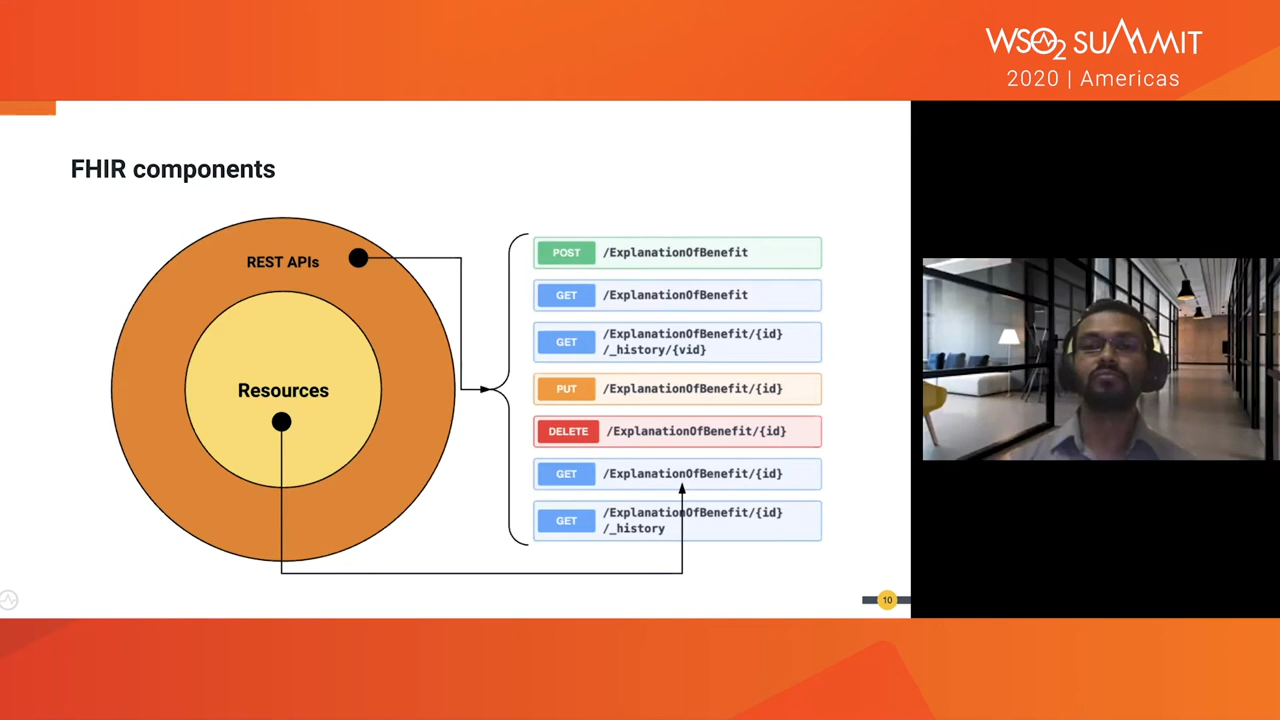 WSO2 SUMMIT
2020 | Americas
FHIR components
REST APIs
Resources
POST /ExplanationOfBenefit
GET /ExplanationOfBenefit
GET /ExplanationOfBenefit/{id}
/_history/{vid}
PUT /ExplanationOfBenefit/{id}
DELETE /ExplanationOfBenefit/{id}
GET /ExplanationOfBenefit/{id}
GET /ExplanationOfBenefit/{id}
/_history
10